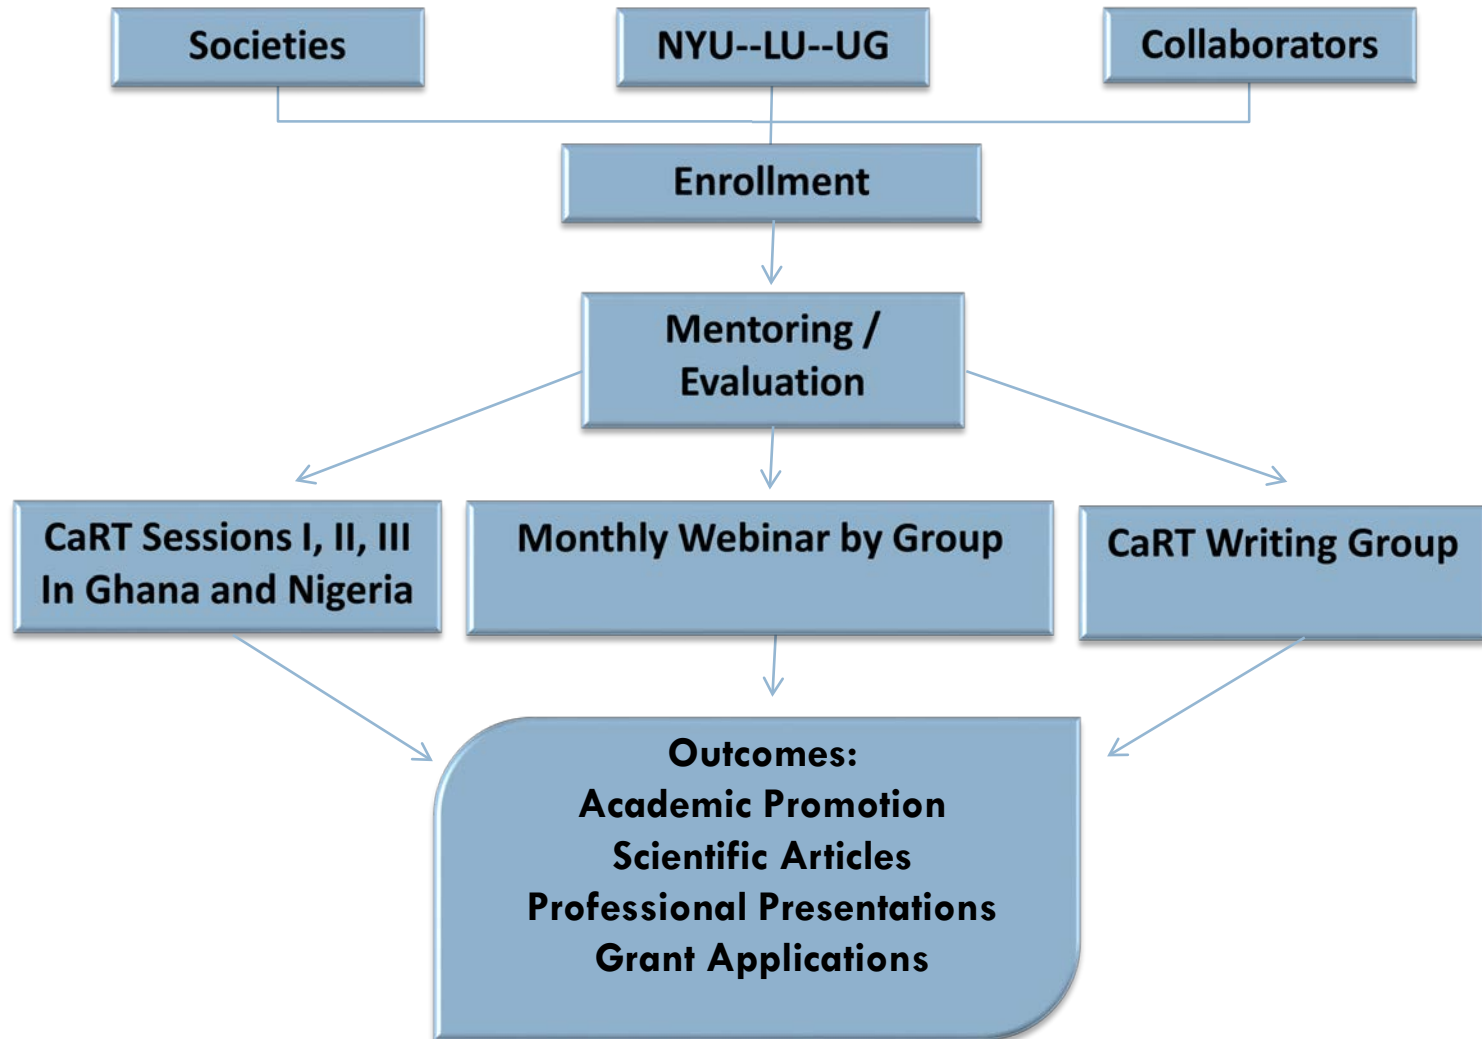 Societies
NYU--LU--UG
Collaborators
Enrollment
Mentoring /
Evaluation
CaRT Sessions I, II, III
In Ghana and Nigeria
Monthly Webinar by Group
CaRT Writing Group
Outcomes:
Academic Promotion
Scientific Articles
Professional Presentations
Grant Applications